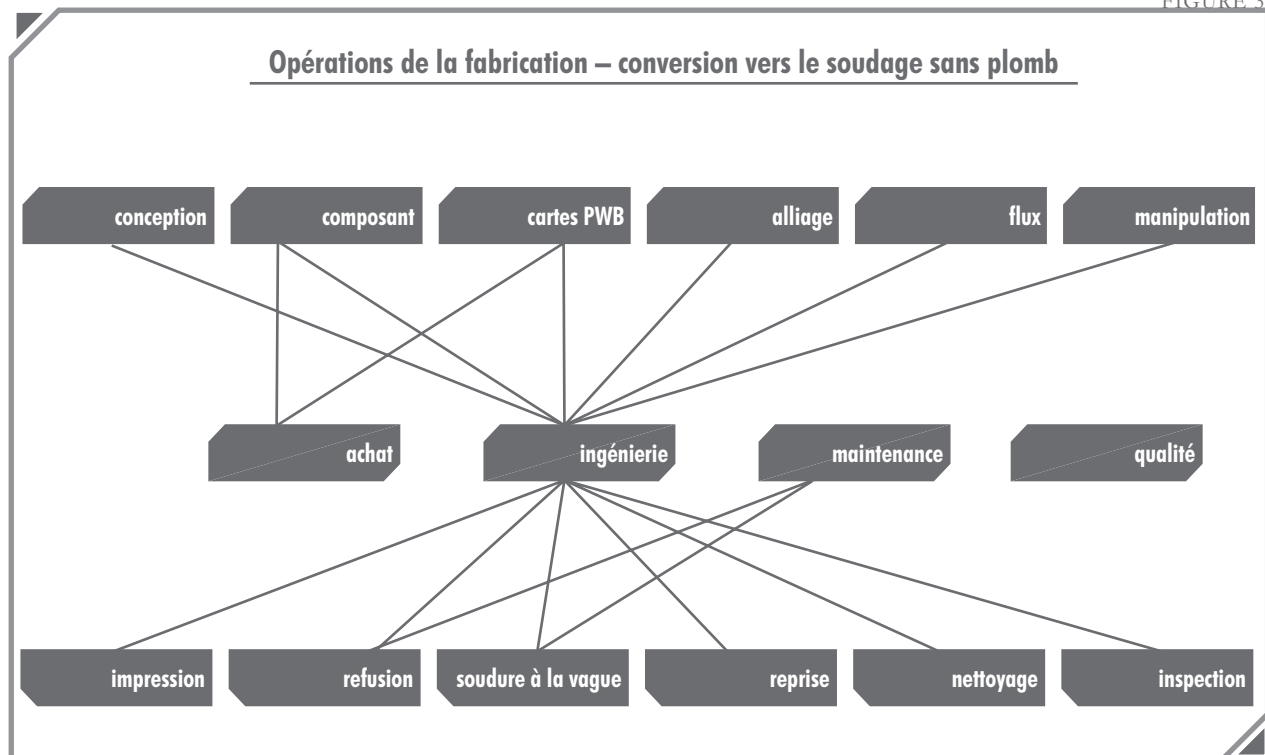 FIGURE 3
Opérations de la fabrication – conversion vers le soudage sans plomb
conception composant cartes PWB alliage flux manipulation
achat ingénierie maintenance qualité
impression refusion soudure à la vague reprise nettoyage inspection